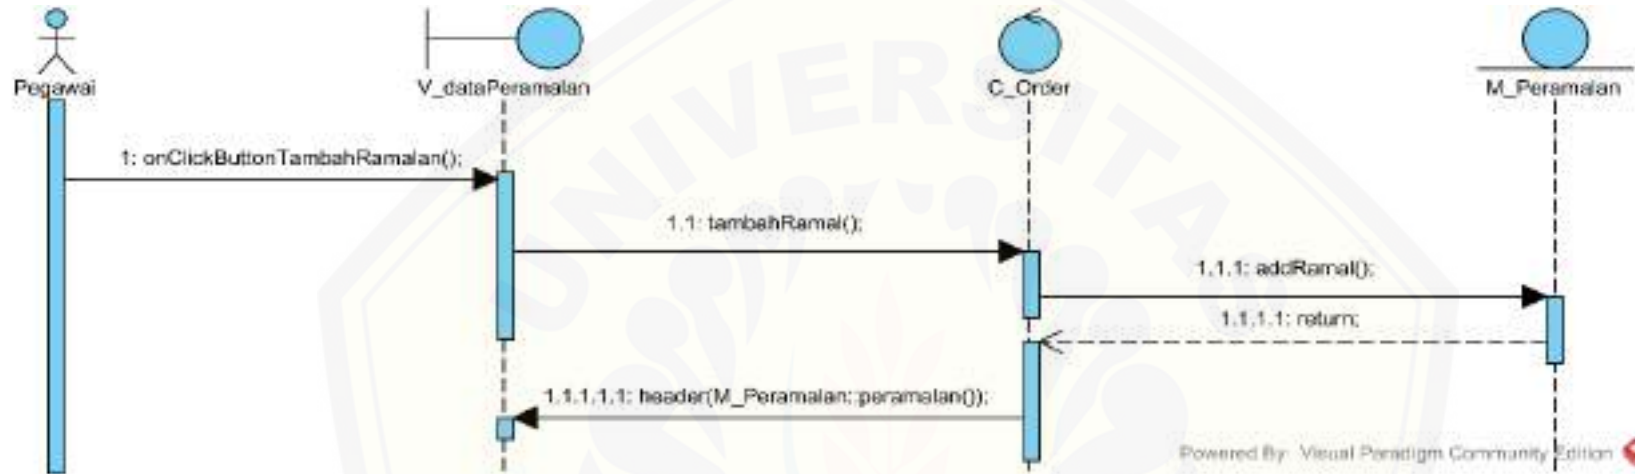 Pegawai
V_dataPeramalan
C_Order
M_Peramalan
1: onClickButtonTambahRamalan();
1.1: tambahRamal();
1.1.1: addRamal();
1.1.1.1: return;
1.1.1.1.1: header(M_Peramalan::peramalan());
UNIVERSITAS
Powered By Visual Paradigm Community Edition